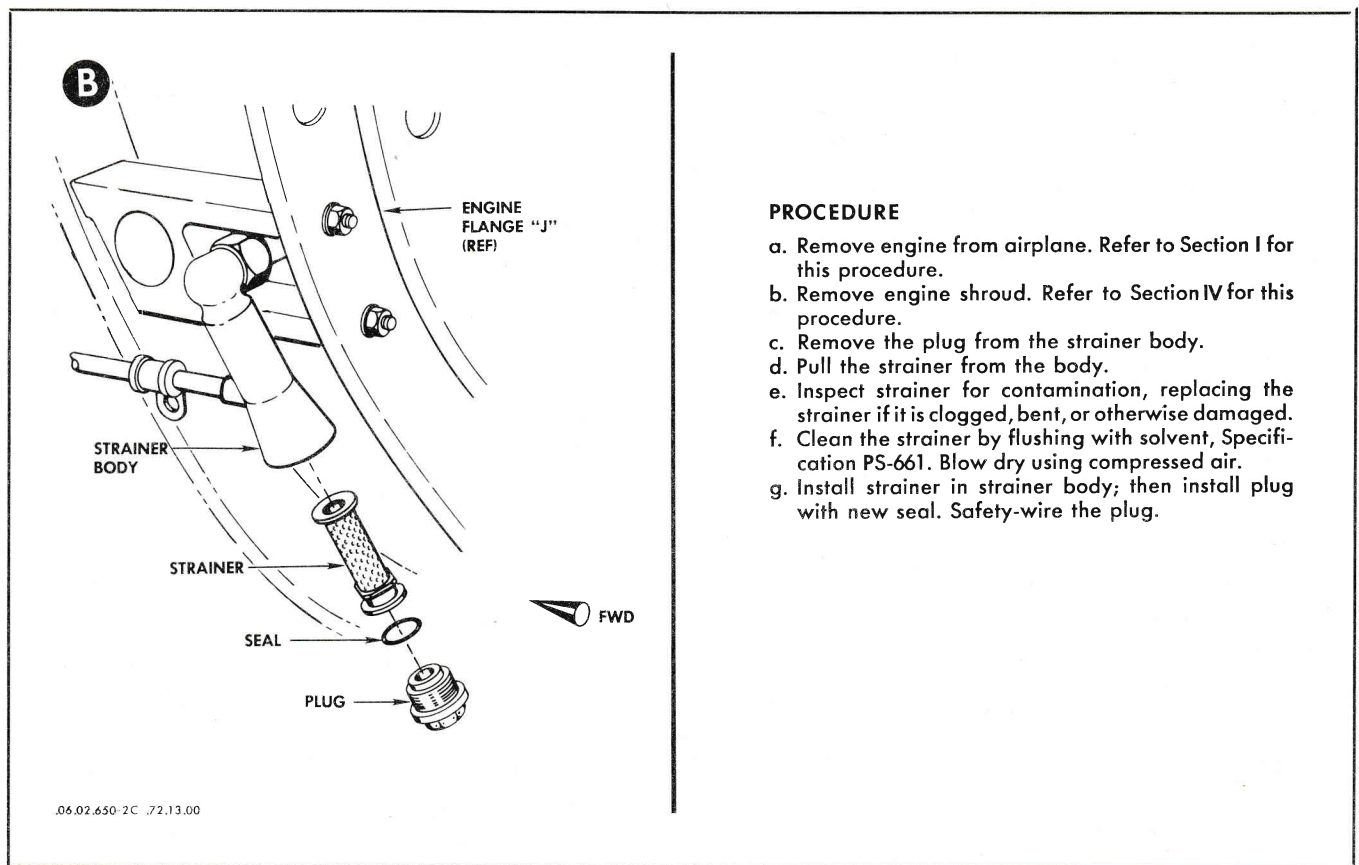 B
ENGINE
FLANGE “J”
(REF)
STRAINER
BODY
STRAINER
SEAL
PLUG
FWD
.06.02.650-2C .72.13.00
PROCEDURE
a. Remove engine from airplane. Refer to Section I for
this procedure.
b. Remove engine shroud. Refer to Section IV for this
procedure.
c. Remove the plug from the strainer body.
d. Pull the strainer from the body.
e. Inspect strainer for contamination, replacing the
strainer if it is clogged, bent, or otherwise damaged.
f. Clean the strainer by flushing with solvent, Specifi-
cation PS-661. Blow dry using compressed air.
g. Install strainer in strainer body; then install plug
with new seal. Safety-wire the plug.